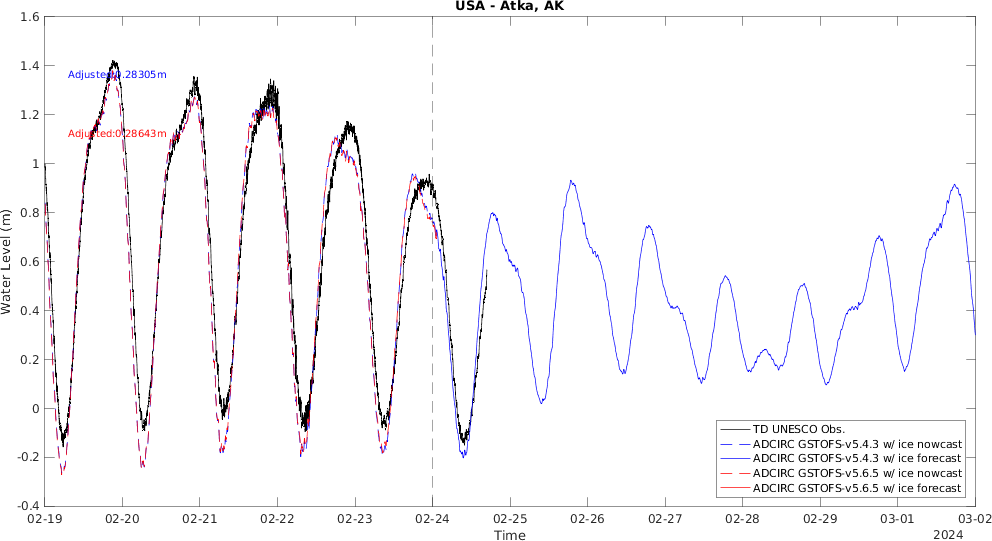 USA - Atka, AK
1.6
1.4
1.2
1
0.8
0.6
0.4
0.2
0
-0.2
-0.4
Water Level (m)
Adjusted:0.28305m
Adjusted:0.28643m
TD UNESCO Obs.
ADCIRC GSTOFS-v5.4.3 w/ ice nowcast
ADCIRC GSTOFS-v5.4.3 w/ ice forecast
ADCIRC GSTOFS-v5.6.5 w/ ice nowcast
ADCIRC GSTOFS-v5.6.5 w/ ice forecast
02-19 02-20 02-21 02-22 02-23 02-24 02-25 02-26 02-27 02-28 02-29 03-01 03-02
Time
2024